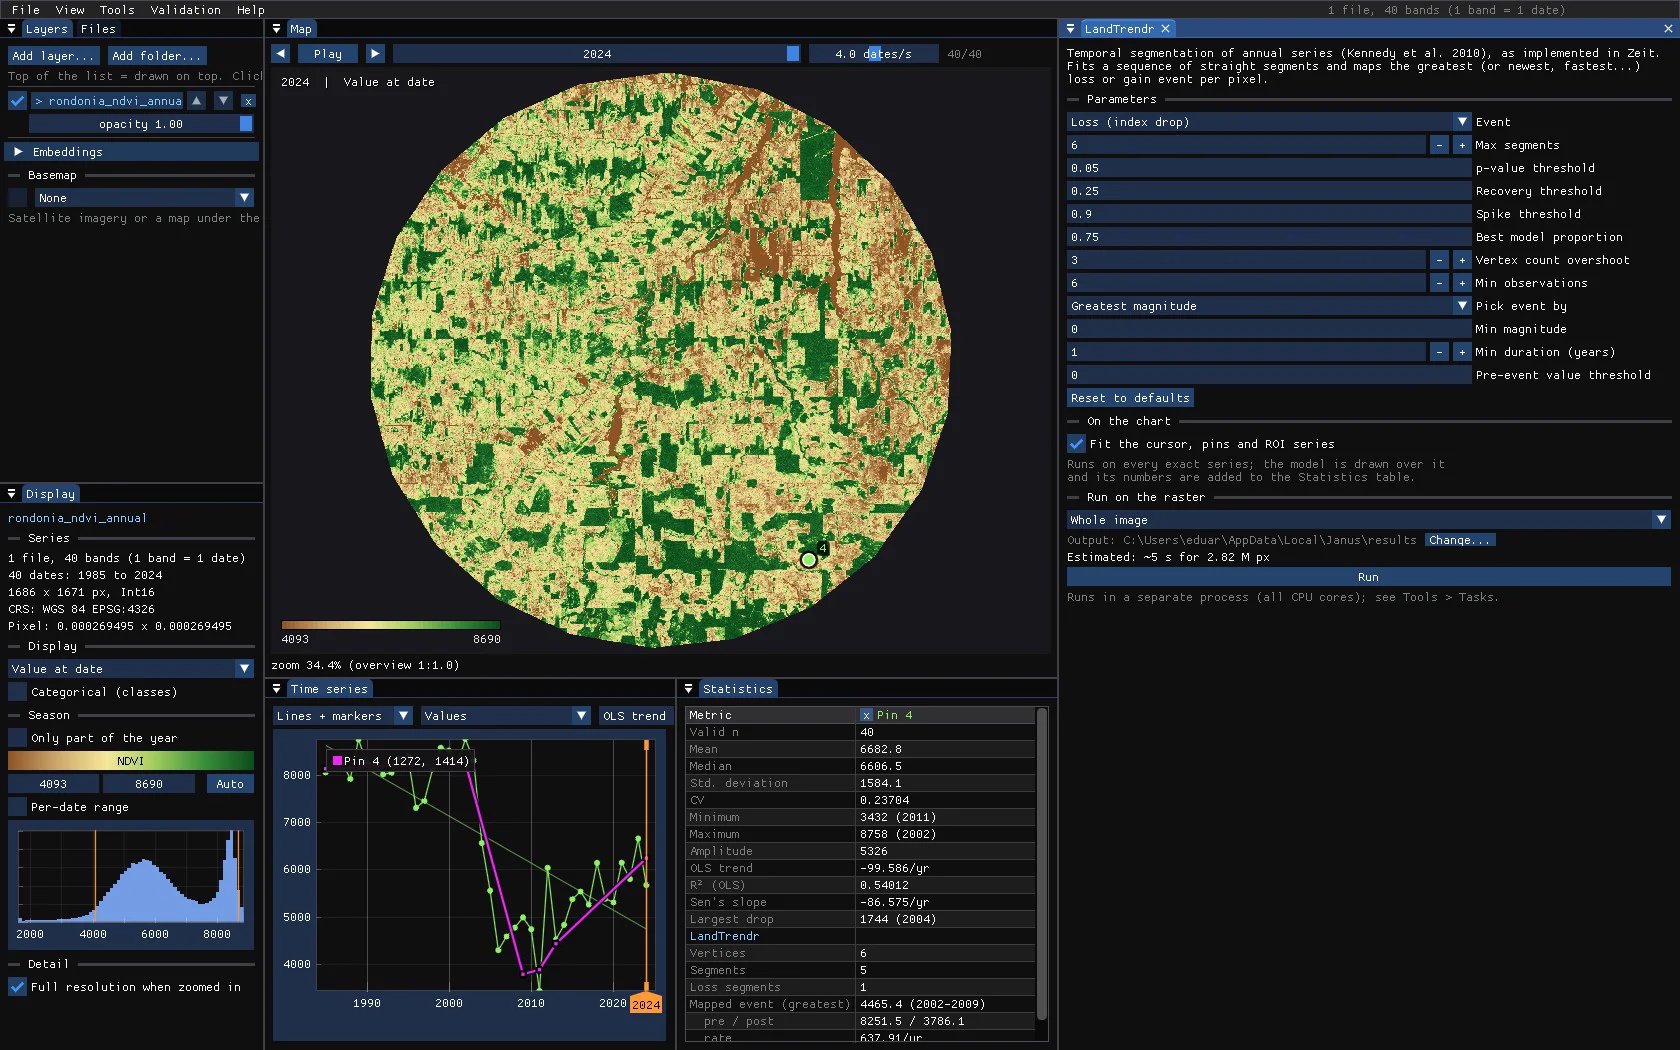 File View Tools Validation Help
1 file, 40 bands (1 band = 1 date)
Layers Files
Add layer... Add folder...
Top of the list = drawn on top. Clic
> rondonia_ndvi_annua x
opacity 1.00
Embeddings
Basemap
None
Satellite imagery or a map under the
Display
rondonia_ndvi_annual
Series
1 file, 40 bands (1 band = 1 date)
40 dates: 1985 to 2024
1686 x 1671 px, Int16
CRS: WGS 84 EPSG:4326
Pixel: 0.000269495 x 0.000269495
Display
Value at date
Categorical (classes)
Season
Only part of the year
NDVI
4093 8690 Auto
Per-date range
2000 4000 6000 8000
Detail
Full resolution when zoomed in
Map
Play 2024 4.0 dates/s 40/40
2024 | Value at date
4
4093 8690
zoom 34.4% (overview 1:1.0)
Time series
Lines + markers Values OLS trend
Pin 4 (1272, 1414)
8000
7000
6000
5000
4000
1990 2000 2010 2020 2024
Statistics
Metric x Pin 4
Valid n 40
Mean 6682.8
Median 6606.5
Std. deviation 1584.1
CV 0.23704
Minimum 3432 (2011)
Maximum 8758 (2002)
Amplitude 5326
OLS trend -99.586/yr
R² (OLS) 0.54012
Sen's slope -86.575/yr
Largest drop 1744 (2004)
LandTrendr
Vertices 6
Segments 5
Loss segments 1
Mapped event (greatest) 4465.4 (2002-2009)
pre / post 8251.5 / 3786.1
rate 637.91/yr
LandTrendr
Temporal segmentation of annual series (Kennedy et al. 2010), as implemented in Zeit.
Fits a sequence of straight segments and maps the greatest (or newest, fastest...)
loss or gain event per pixel.
Parameters
Loss (index drop) Event
6 - + Max segments
0.05 p-value threshold
0.25 Recovery threshold
0.9 Spike threshold
0.75 Best model proportion
3 - + Vertex count overshoot
6 - + Min observations
Greatest magnitude Pick event by
0 Min magnitude
1 - + Min duration (years)
0 Pre-event value threshold
Reset to defaults
On the chart
Fit the cursor, pins and ROI series
Runs on every exact series; the model is drawn over it
and its numbers are added to the Statistics table.
Run on the raster
Whole image
Output: C:\Users\eduar\AppData\Local\Janus\results Change...
Estimated: ~5 s for 2.82 M px
Run
Runs in a separate process (all CPU cores); see Tools > Tasks.